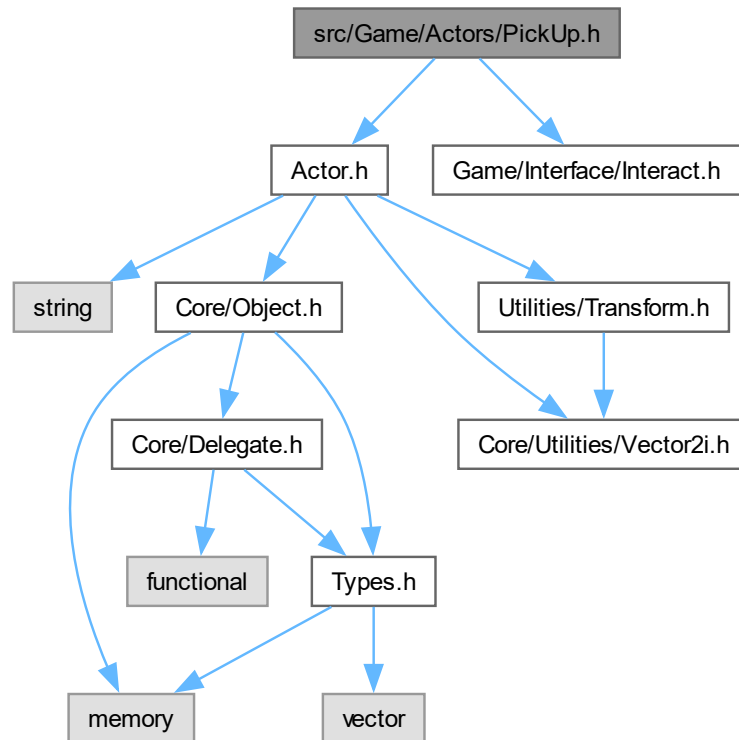 src/Game/Actors/PickUp.h
Actor.h
Game/Interface/Interact.h
string
Core/Object.h
Utilities/Transform.h
Core/Delegate.h
Core/Utilities/Vector2i.h
functional
Types.h
memory
vector